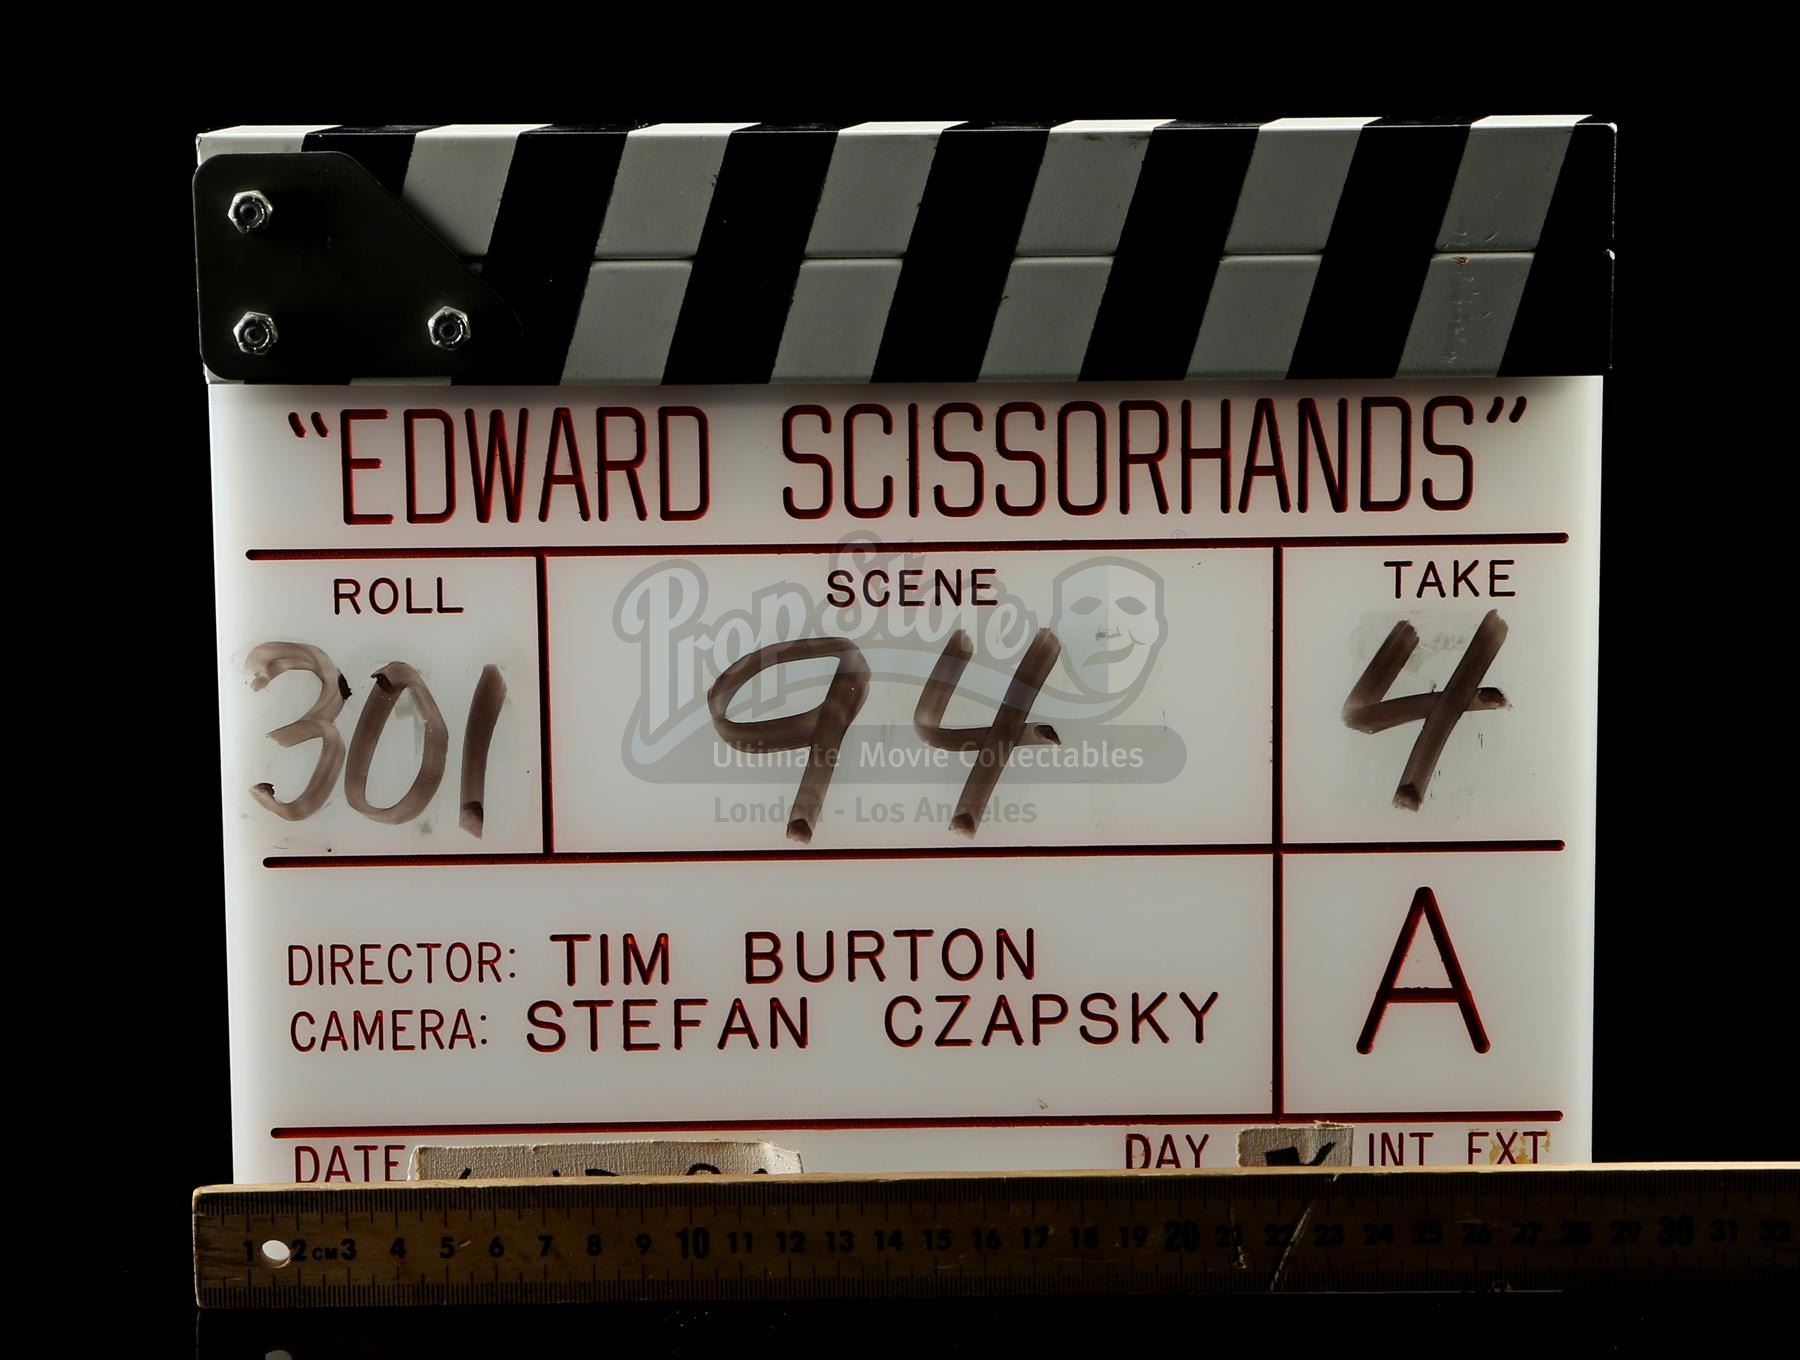 "EDWARD SCISSORHANDS"
ROLL SCENE TAKE
301 94 4
PropStore ®
Ultimate Movie Collectables
London - Los Angeles
A
DIRECTOR: TIM BURTON
CAMERA: STEFAN CZAPSKY
DATE DAY INT EXT
1 2 CM 3 4 5 6 7 8 9 10 11 12 13 14 15 16 17 18 19 20 21 22 23 24 25 26 27 28 29 30 31 32